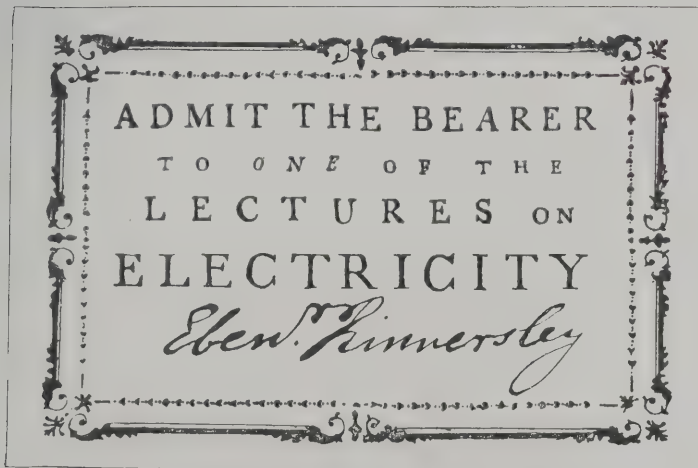 ADMIT THE BEARER
TO ONE OF THE
LECTURES ON
ELECTRICITY
Ebenr. Kinnersley